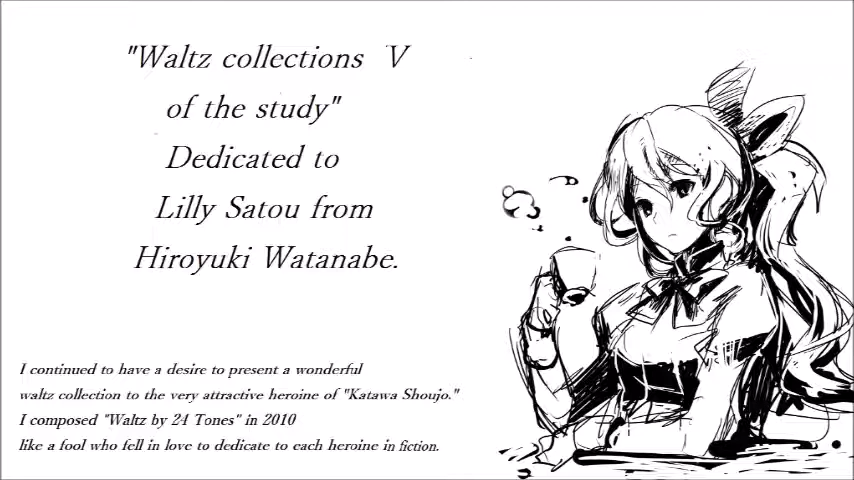 "Waltz collections V
of the study"
Dedicated to
Lilly Satou from
Hiroyuki Watanabe.
I continued to have a desire to present a wonderful
waltz collection to the very attractive heroine of "Katawa Shoujo."
I composed "Waltz by 24 Tones" in 2010
like a fool who fell in love to dedicate to each heroine in fiction.